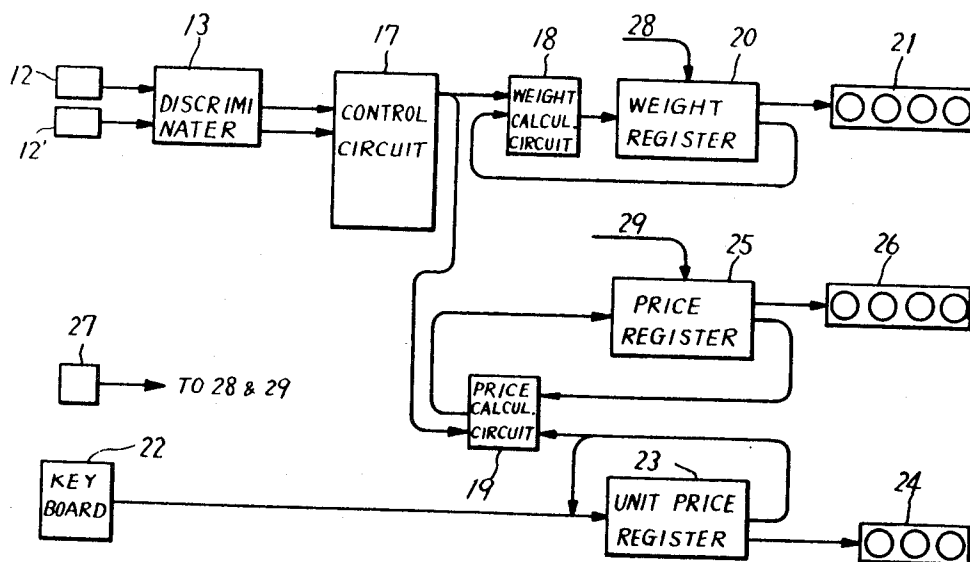 13
17
18
28
20
21
12
12'
DISCRIMI
NATER
CONTROL
CIRCUIT
WEIGHT
CALCUL.
CIRCUIT
WEIGHT
REGISTER
29
25
26
PRICE
REGISTER
27
TO 28 & 29
PRICE
CALCUL.
CIRCUIT
19
22
KEY
BOARD
23
UNIT PRICE
REGISTER
24